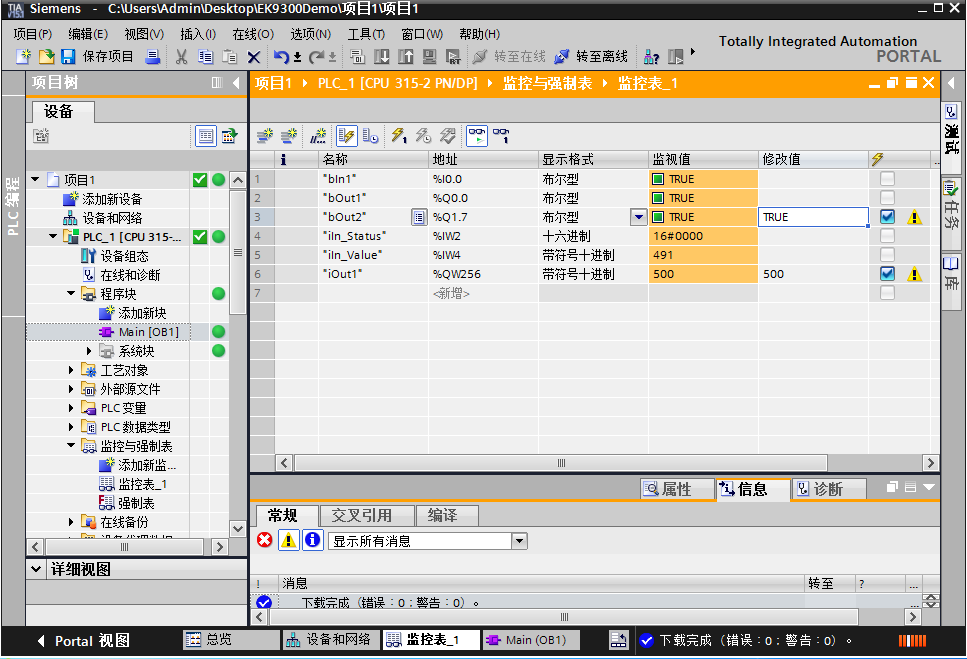 Siemens - C:\Users\Admin\Desktop\EK9300Demo\项目1\项目1
项目(P) 编辑(E) 视图(V) 插入(I) 在线(O) 选项(N) 工具(T) 窗口(W) 帮助(H)
Totally Integrated Automation
PORTAL
保存项目 转至在线 转至离线
项目树
项目1 PLC_1 [CPU 315-2 PN/DP] 监控与强制表 监控表_1
设备
PLC 编程
项目1
添加新设备
设备和网络
PLC_1 [CPU 315-...
设备组态
在线和诊断
程序块
添加新块
Main [OB1]
系统块
工艺对象
外部源文件
PLC 变量
PLC 数据类型
监控与强制表
添加新监...
监控表_1
强制表
在线备份
详细视图
i 名称 地址 显示格式 监视值 修改值 ...
1 "bIn1" %I0.0 布尔型 TRUE
2 "bOut1" %Q0.0 布尔型 TRUE
3 "bOut2" %Q1.7 布尔型 TRUE TRUE
4 "iIn_Status" %IW2 十六进制 16#0000
5 "iIn_Value" %IW4 带符号十进制 491
6 "iOut1" %QW256 带符号十进制 500 500
7 <新增>
测试
任务
库
属性 信息 诊断
常规 交叉引用 编译
显示所有消息
! 消息 转至 ? ...
下载完成（错误：0；警告：0）。 ...
Portal 视图 总览 设备和网络 监控表_1 Main (OB1) 下载完成（错误：0；警告：0）。